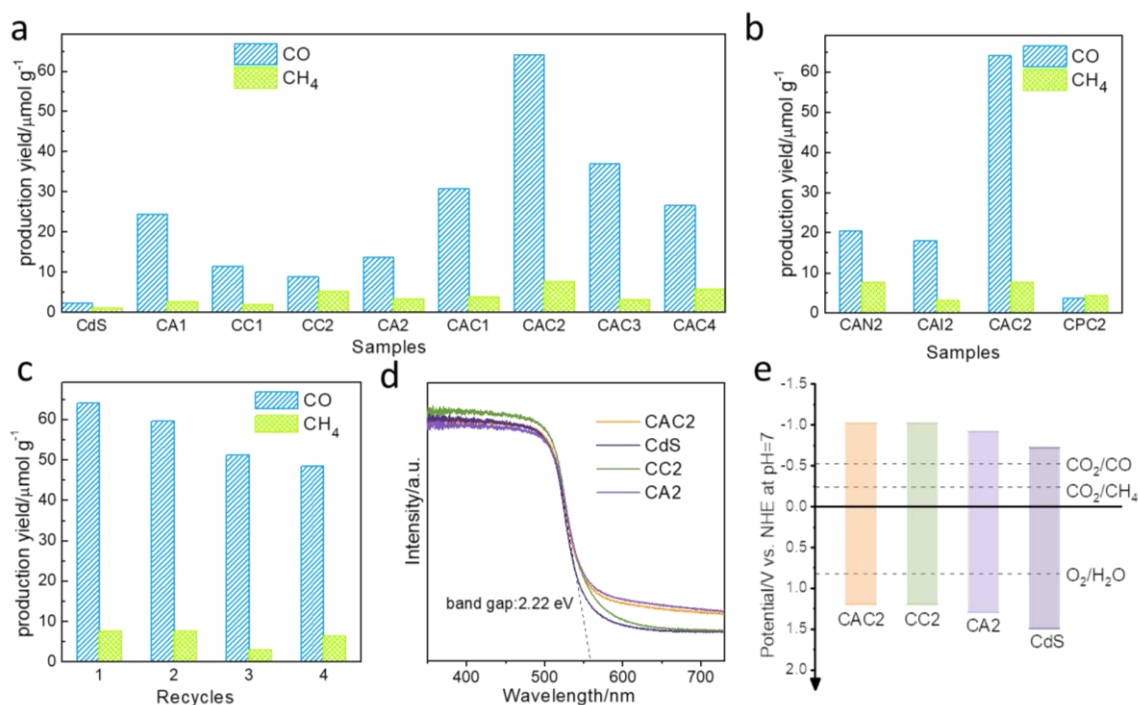 a
production yield/μmol g⁻¹
60
50
40
30
20
10
0
CO
CH₄
CdS CA1 CC1 CC2 CA2 CAC1 CAC2 CAC3 CAC4
Samples
b
production yield/μmol g⁻¹
60
50
40
30
20
10
0
CO
CH₄
CAN2 CAI2 CAC2 CPC2
Samples
c
production yield/μmol g⁻¹
60
50
40
30
20
10
0
CO
CH₄
1 2 3 4
Recycles
d
Intensity/a.u.
CAC2
CdS
CC2
CA2
band gap:2.22 eV
400 500 600 700
Wavelength/nm
e
Potential/V vs. NHE at pH=7
-1.5
-1.0
-0.5
0.0
0.5
1.0
1.5
2.0
CO₂/CO
CO₂/CH₄
O₂/H₂O
CAC2 CC2 CA2 CdS